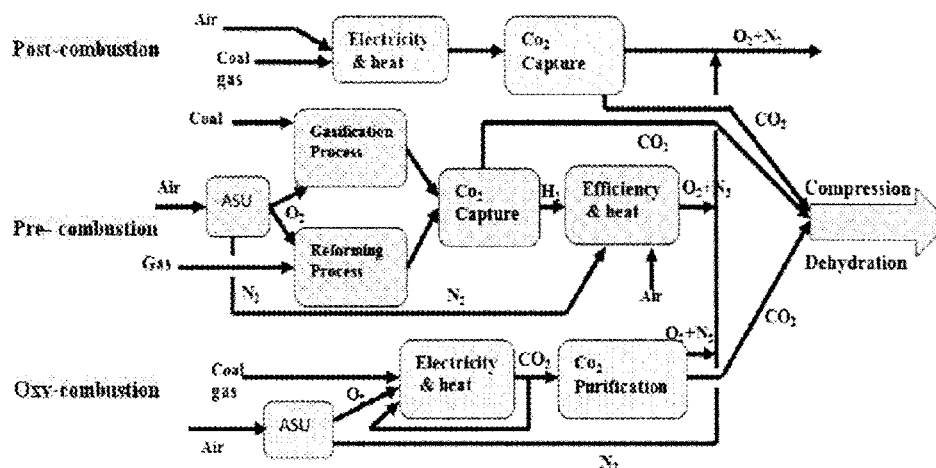 Air
Post-combustion
Coal
gas
Electricity
& heat
Co₂
Capture
O₂+N₂
CO₂
Coal
Gasification
Process
CO₂
Air
ASU
O₂
Co₂
Capture
H₂
Efficiency
& heat
O₂+N₂
Compression
Pre- combustion
Gas
Reforming
Process
Dehydration
N₂
N₂
Air
CO₂
O₂+N₂
Coal
gas
Electricity
& heat
CO₂
Co₂
Purification
Oxy-combustion
O₂
Air
ASU
N₂